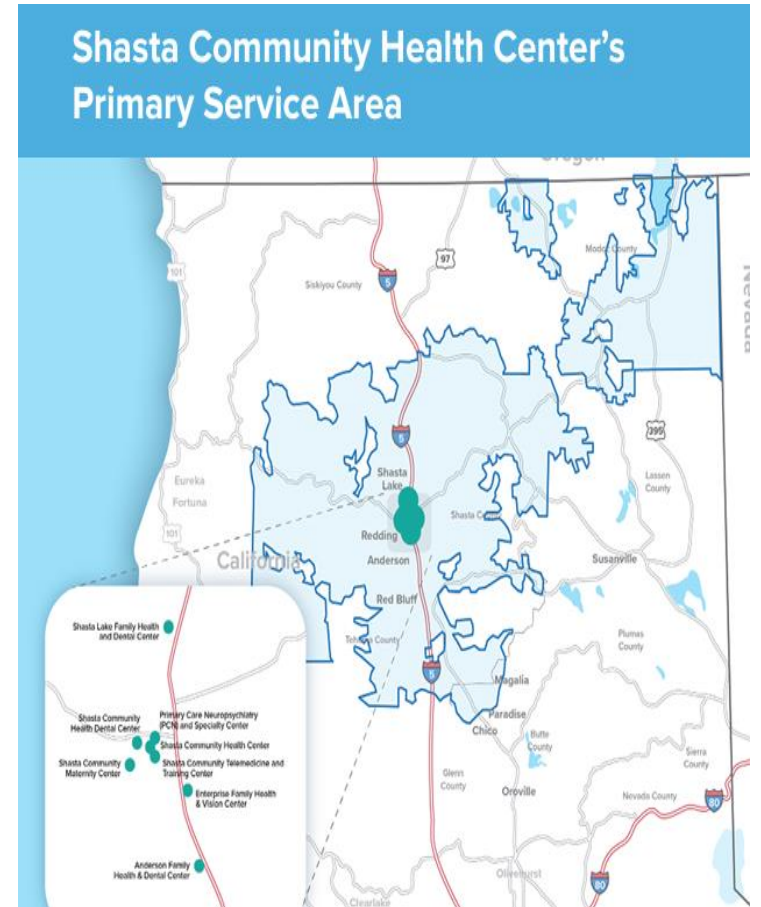 Shasta Community Health Center's
Primary Service Area
Oregon
97
Modoc County
101
Siskiyou County
5
Nevada
5
395
Shasta
Lake
Lassen
County
Eureka
Fortuna
Shasta County
101
Redding
California
Anderson
Susanville
Red Bluff
Tehama County
Plumas
County
5
Magalia
Paradise
Chico
Butte
County
Sierra
County
Glenn
County
Oroville
Nevada County
80
Olivehurst
80
Clearlake
Shasta Lake Family Health
and Dental Center
Shasta Community
Health Dental Center
Primary Care Neuropsychiatry
(PCN) and Specialty Center
Shasta Community Health Center
Shasta Community
Maternity Center
Shasta Community Telemedicine and
Training Center
Enterprise Family Health
& Vision Center
Anderson Family
Health & Dental Center